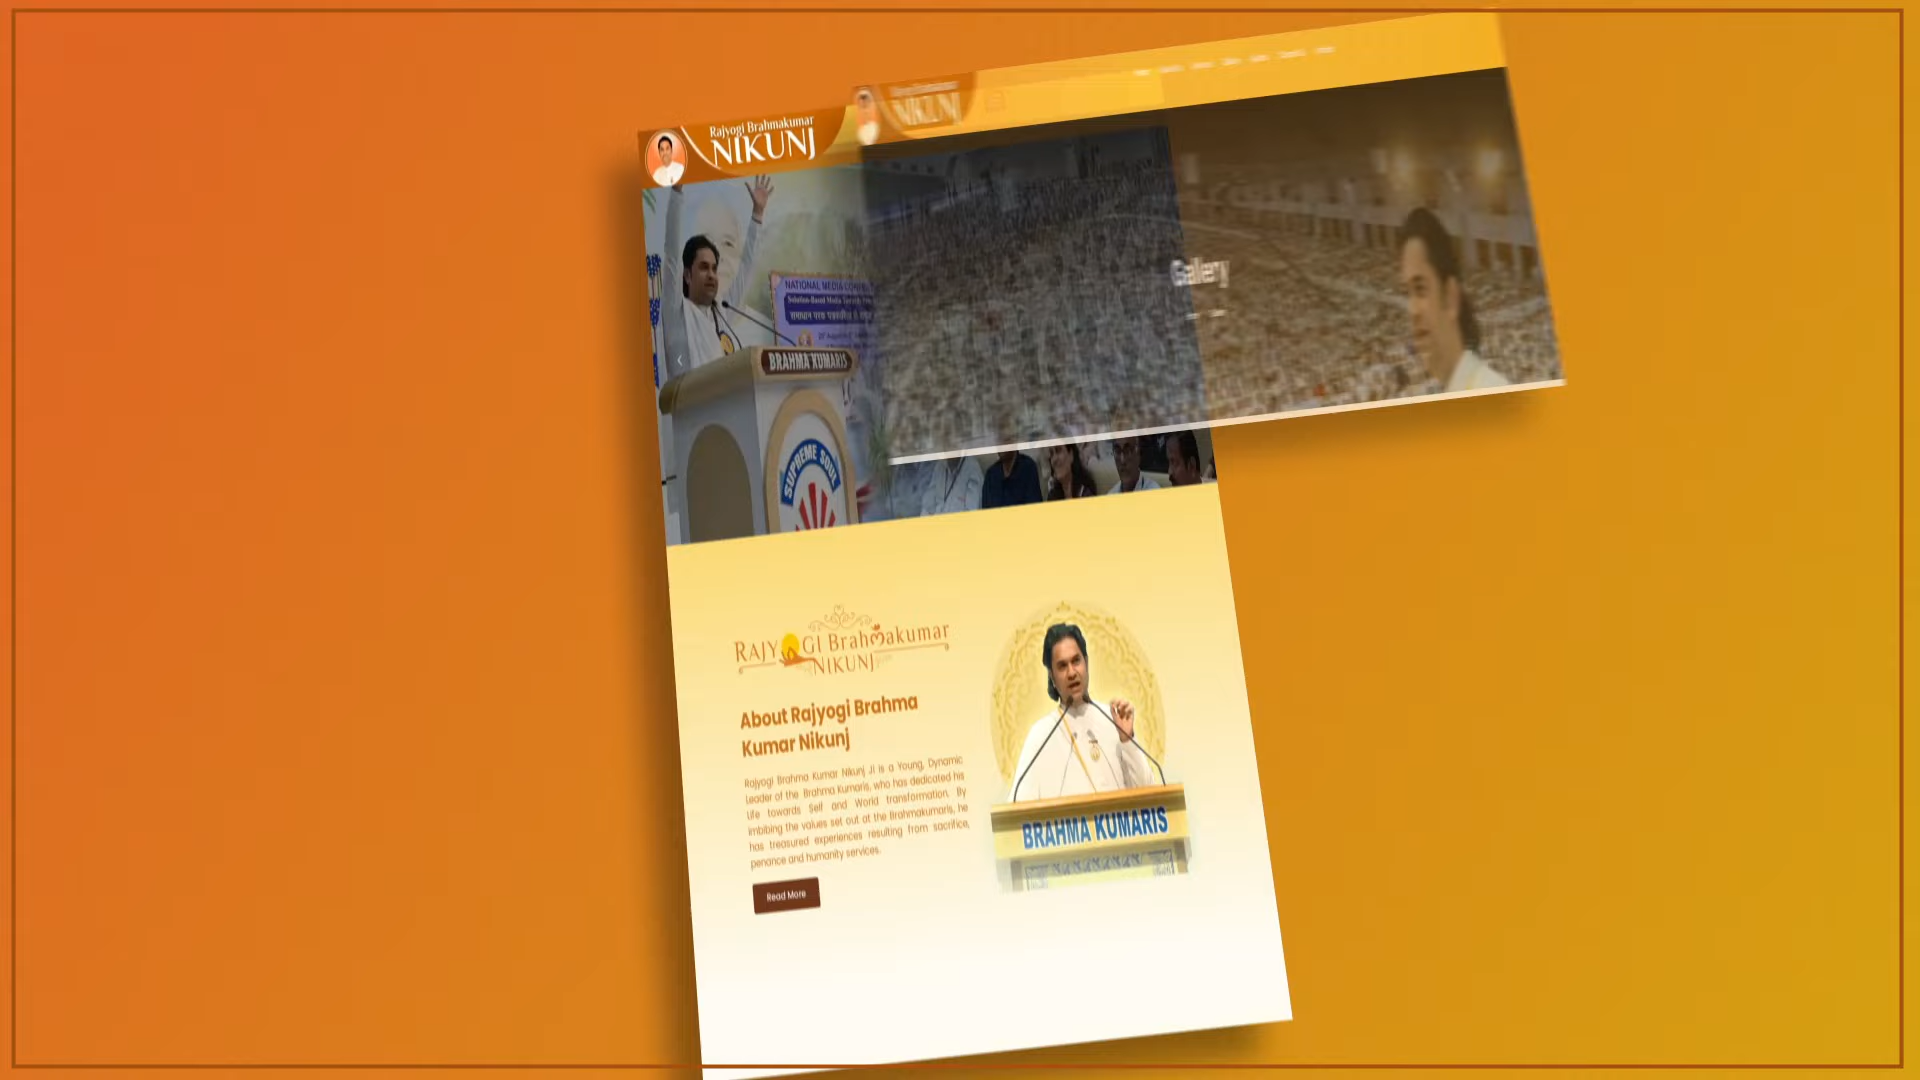 Rajyogi Brahmakumar
NIKUNJ
NIKUNJ
Gallery
NATIONAL MEDIA
Solution-Based Media
BRAHMA KUMARIS
SUPREME SOUL
RAJYOGI Brahmakumar
NIKUNJ
About Rajyogi Brahma
Kumar Nikunj
Rajyogi Brahma Kumar Nikunj Ji is a Young, Dynamic
Leader of the Brahma Kumaris, who has dedicated his
Life towards Self and World transformation. By
imbibing the values set out at the Brahmakumaris, he
has treasured experiences resulting from sacrifice,
penance and humanity services.
Read More
BRAHMA KUMARIS